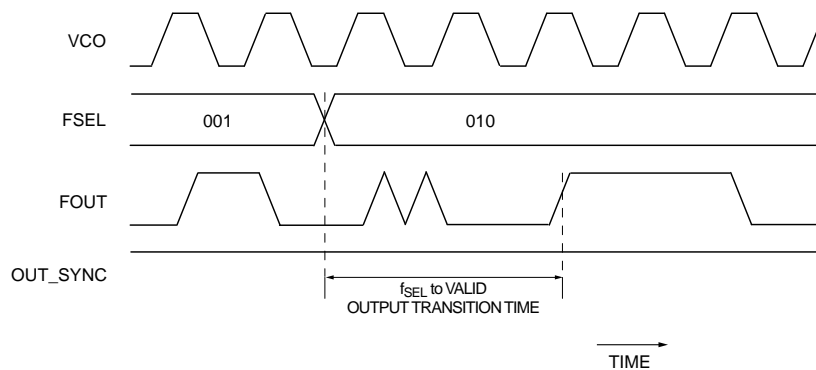 VCO
FSEL
001
010
FOUT
OUT_SYNC
fSEL to VALID
OUTPUT TRANSITION TIME
TIME